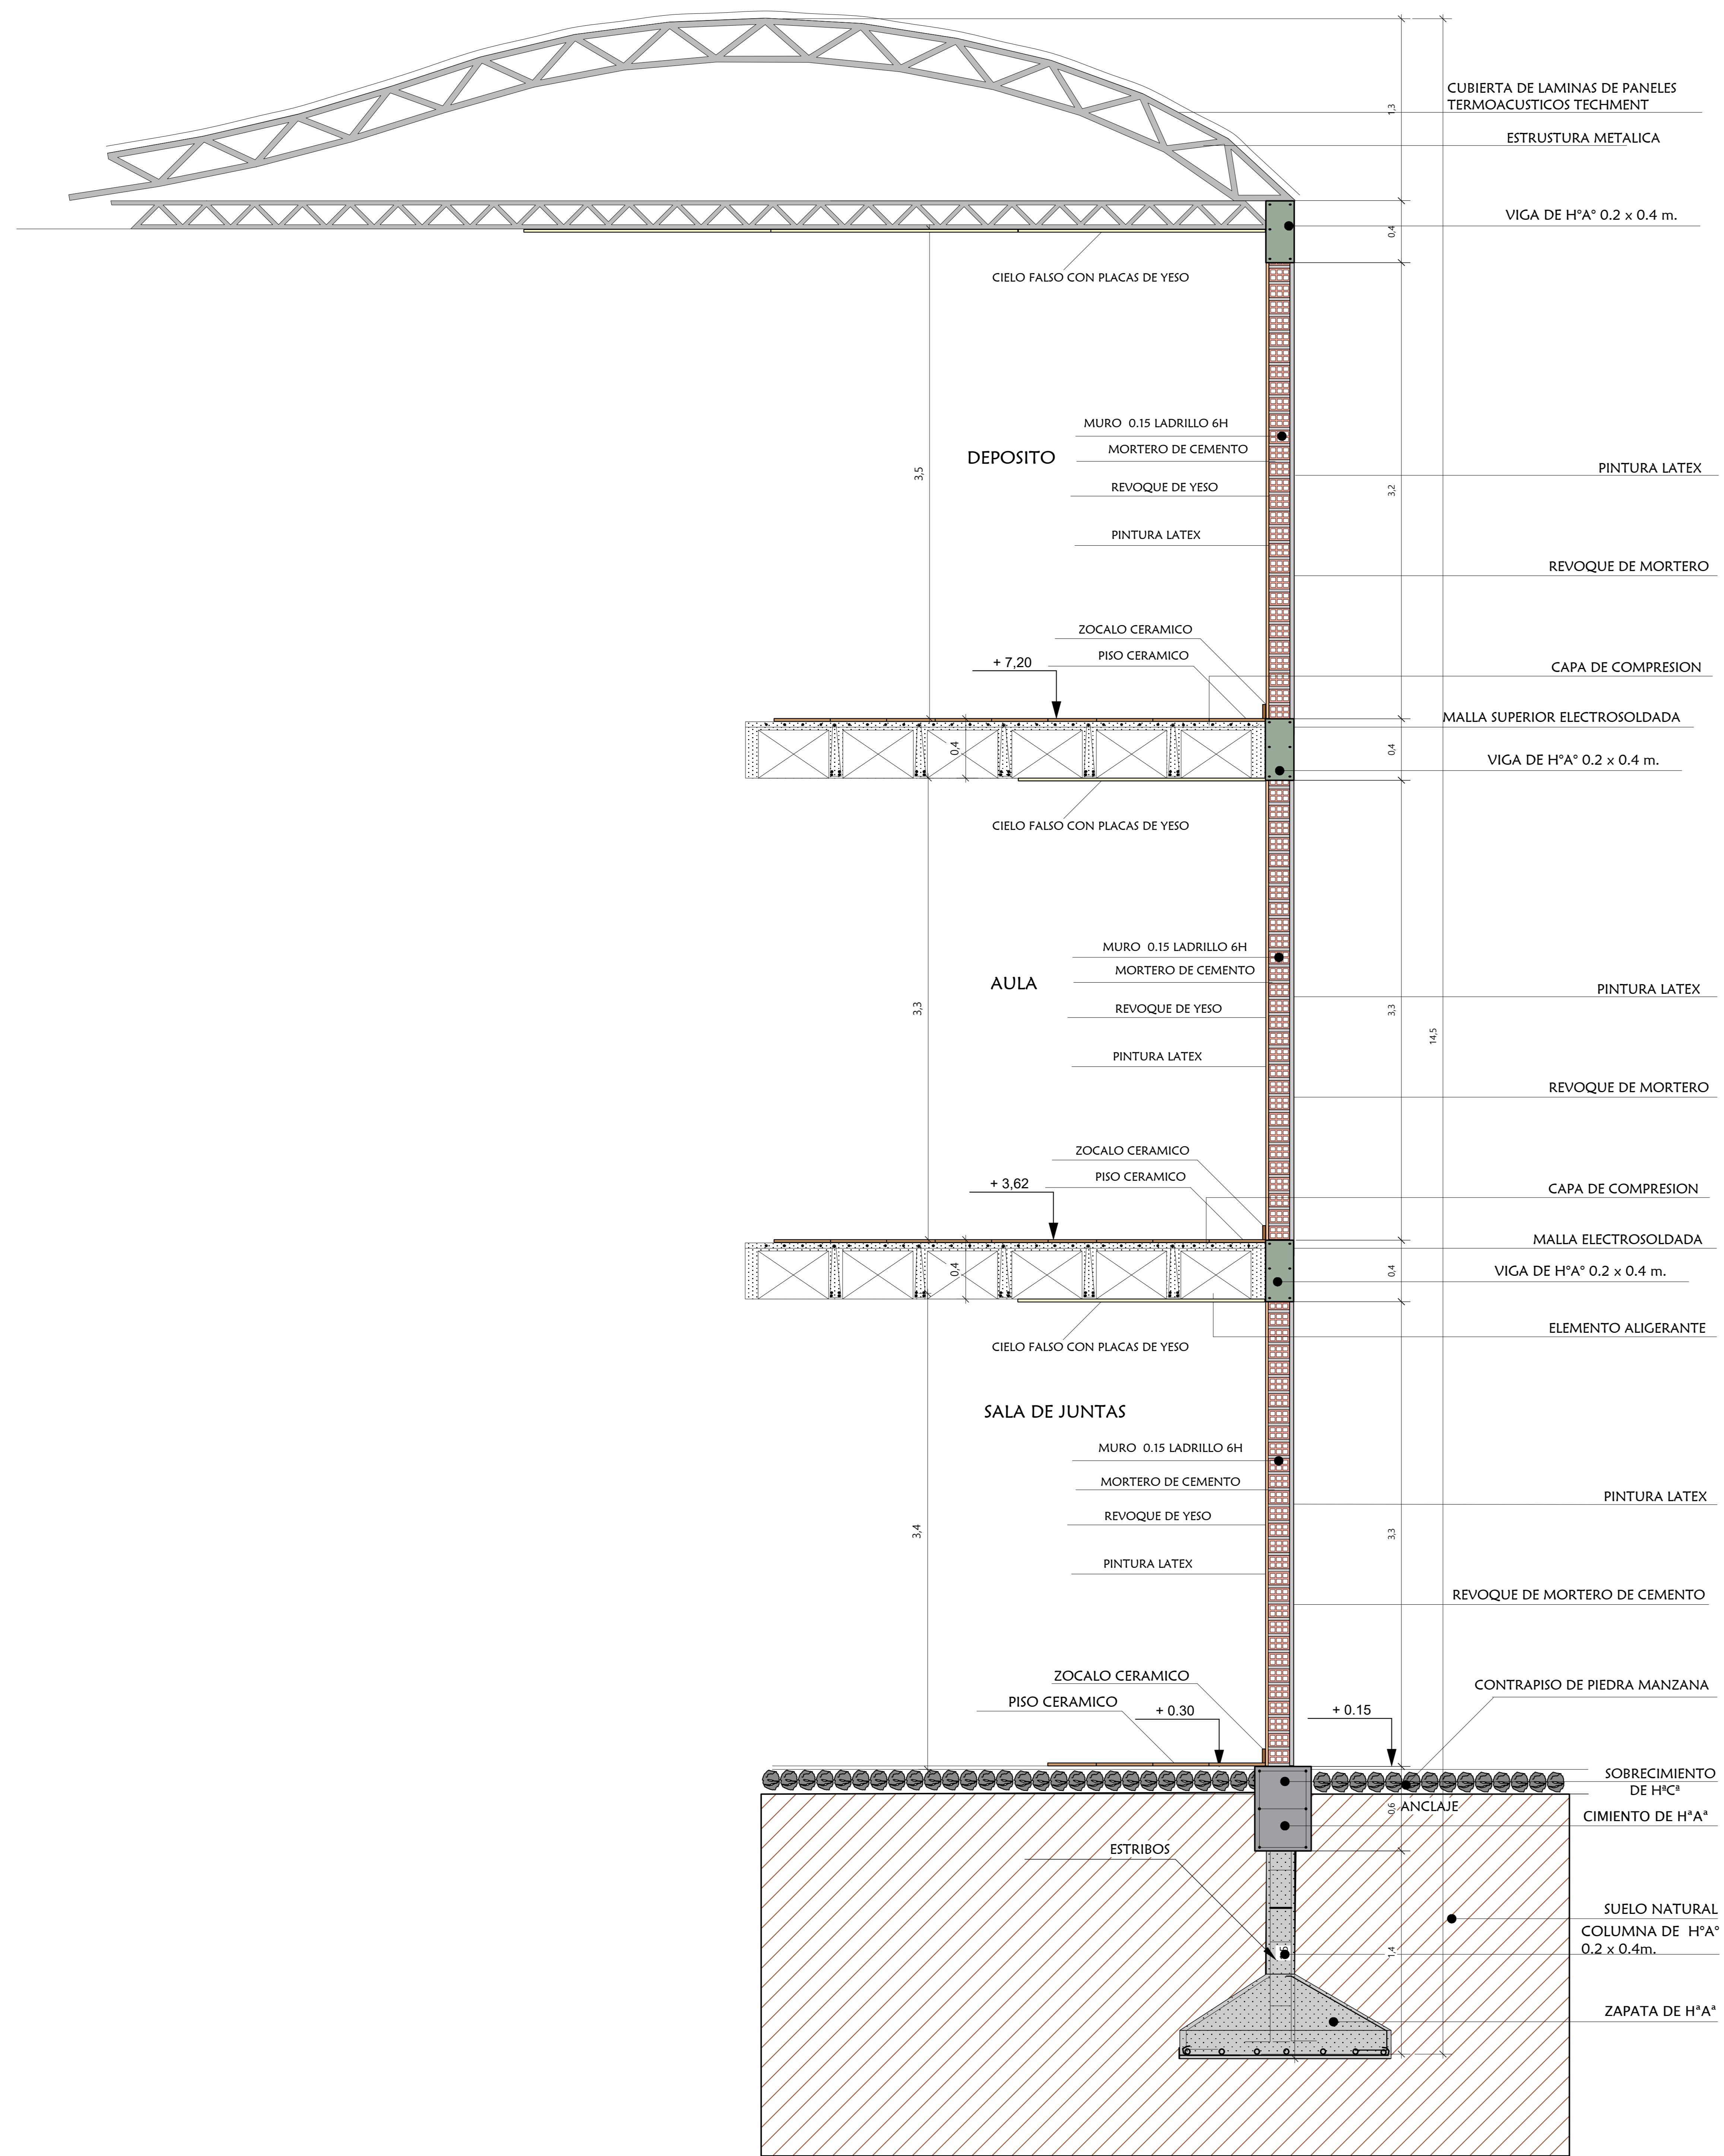 CUBIERTA DE LAMINAS DE PANELES
TERMOACUSTICOS TECHMENT
1,3
ESTRUSTURA METALICA
VIGA DE H°A° 0.2 x 0.4 m.
0,4
CIELO FALSO CON PLACAS DE YESO
MURO 0.15 LADRILLO 6H
MORTERO DE CEMENTO
DEPOSITO
3,5
PINTURA LATEX
REVOQUE DE YESO
3,2
PINTURA LATEX
REVOQUE DE MORTERO
ZOCALO CERAMICO
PISO CERAMICO
+ 7,20
CAPA DE COMPRESION
MALLA SUPERIOR ELECTROSOLDADA
0,4
0,4
VIGA DE H°A° 0.2 x 0.4 m.
CIELO FALSO CON PLACAS DE YESO
MURO 0.15 LADRILLO 6H
MORTERO DE CEMENTO
AULA
PINTURA LATEX
3,3
REVOQUE DE YESO
3,3
14,5
PINTURA LATEX
REVOQUE DE MORTERO
ZOCALO CERAMICO
PISO CERAMICO
+ 3,62
CAPA DE COMPRESION
MALLA ELECTROSOLDADA
0,4
0,4
VIGA DE H°A° 0.2 x 0.4 m.
ELEMENTO ALIGERANTE
CIELO FALSO CON PLACAS DE YESO
SALA DE JUNTAS
MURO 0.15 LADRILLO 6H
MORTERO DE CEMENTO
PINTURA LATEX
REVOQUE DE YESO
3,4
3,3
PINTURA LATEX
REVOQUE DE MORTERO DE CEMENTO
ZOCALO CERAMICO
CONTRAPISO DE PIEDRA MANZANA
PISO CERAMICO
+ 0.30
+ 0.15
SOBRECIMIENTO
DE HªCª
0,6
ANCLAJE
CIMIENTO DE HªAª
ESTRIBOS
SUELO NATURAL
COLUMNA DE H°A°
0.2 x 0.4m.
1,4
ZAPATA DE HªAª